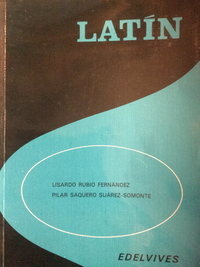 LATÍN
LISARDO RUBIO FERNÁNDEZ
PILAR SAQUERO SUÁREZ-SOMONTE
EDELVIVES